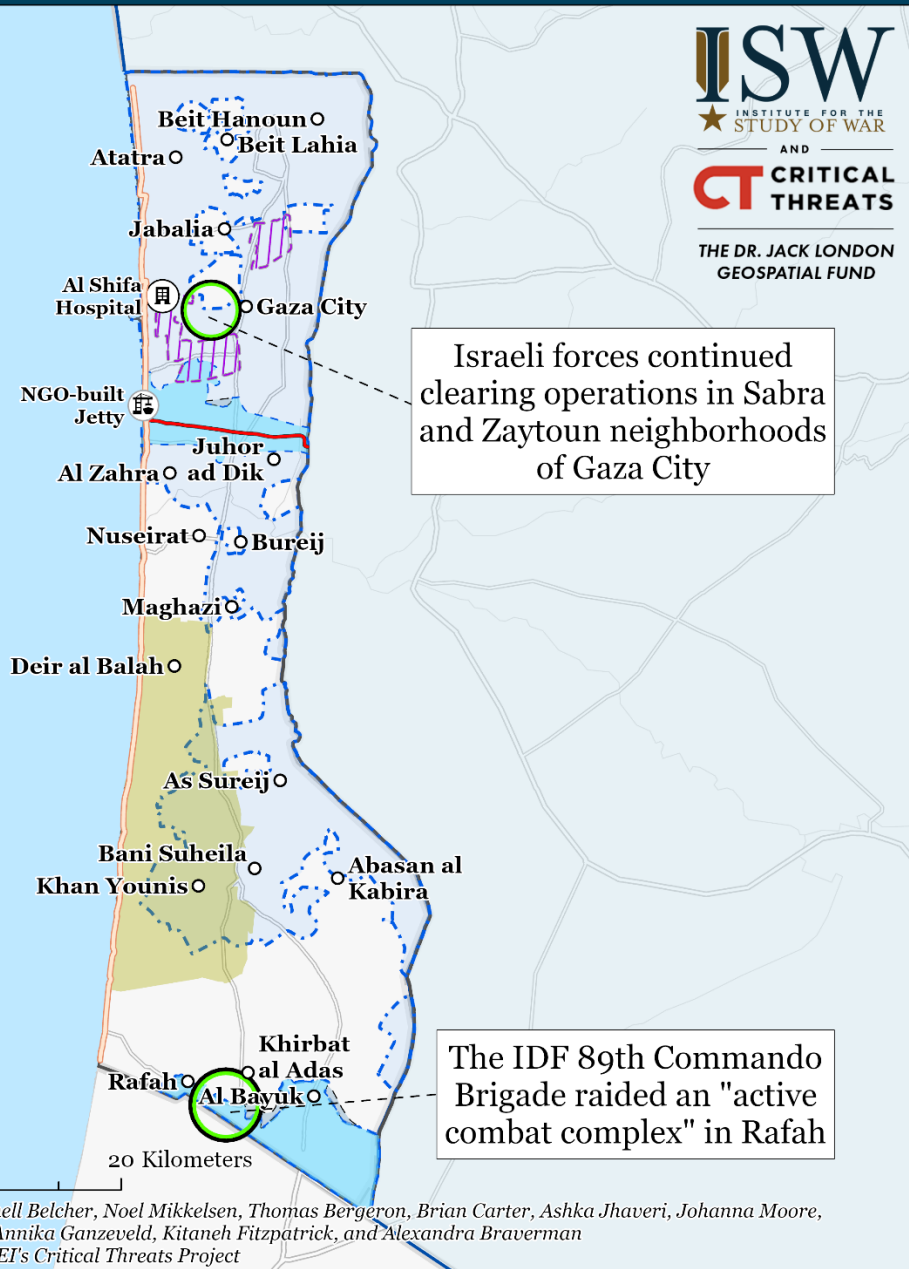 ISW
INSTITUTE FOR THE
STUDY OF WAR
AND
CT CRITICAL
THREATS
THE DR. JACK LONDON
GEOSPATIAL FUND
Beit Hanoun
Beit Lahia
Atatra
Jabalia
Al Shifa
Hospital
Gaza City
Israeli forces continued
clearing operations in Sabra
and Zaytoun neighborhoods
of Gaza City
NGO-built
Jetty
Juhor
ad Dik
Al Zahra
Nuseirat
Bureij
Maghazi
Deir al Balah
As Sureij
Bani Suheila
Abasan al
Kabira
Khan Younis
Khirbat
al Adas
Rafah
Al Bayuk
The IDF 89th Commando
Brigade raided an "active
combat complex" in Rafah
20 Kilometers
Belcher, Noel Mikkelsen, Thomas Bergeron, Brian Carter, Ashka Jhaveri, Johanna Moore,
Annika Ganzeveld, Kitaneh Fitzpatrick, and Alexandra Braverman
Critical Threats Project